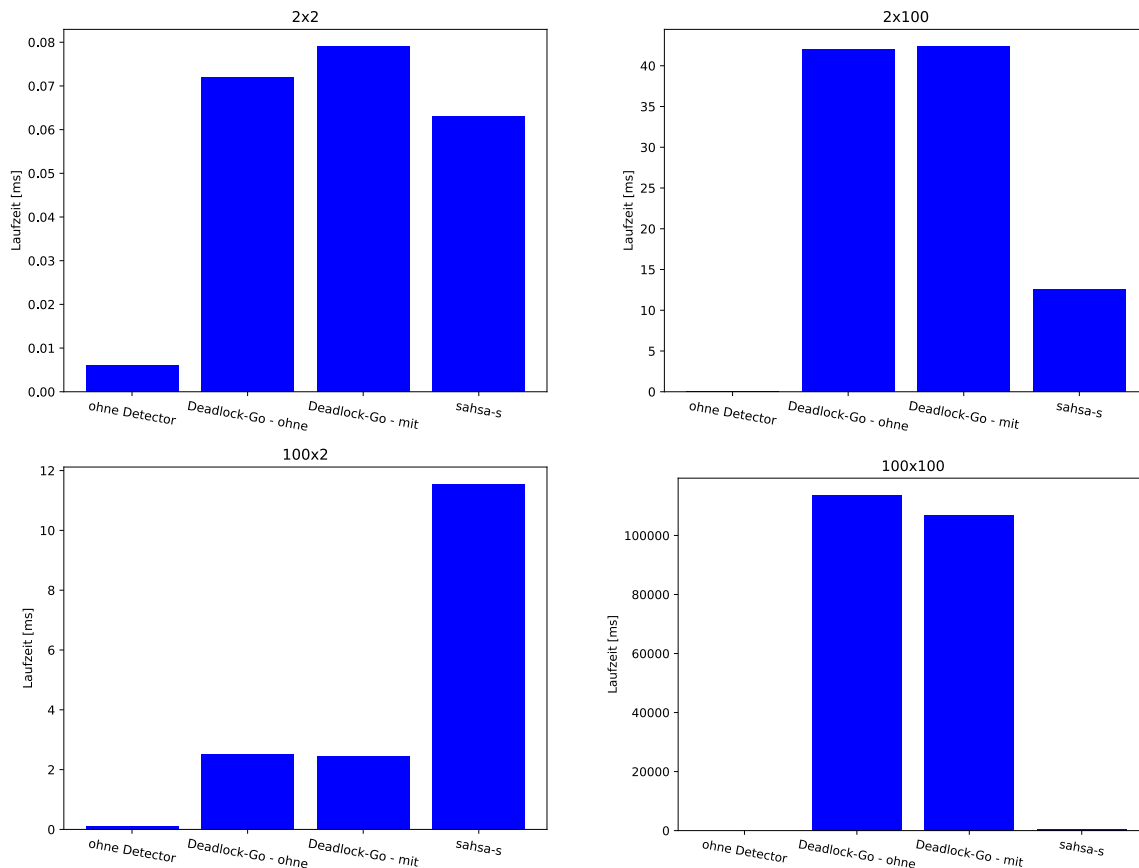 2x2
Laufzeit [ms]
0.08
0.07
0.06
0.05
0.04
0.03
0.02
0.01
0.00
ohne Detector
Deadlock-Go - ohne
Deadlock-Go - mit
sahsa-s
2x100
Laufzeit [ms]
40
35
30
25
20
15
10
5
0
ohne Detector
Deadlock-Go - ohne
Deadlock-Go - mit
sahsa-s
100x2
Laufzeit [ms]
12
10
8
6
4
2
0
ohne Detector
Deadlock-Go - ohne
Deadlock-Go - mit
sahsa-s
100x100
Laufzeit [ms]
100000
80000
60000
40000
20000
0
ohne Detector
Deadlock-Go - ohne
Deadlock-Go - mit
sahsa-s